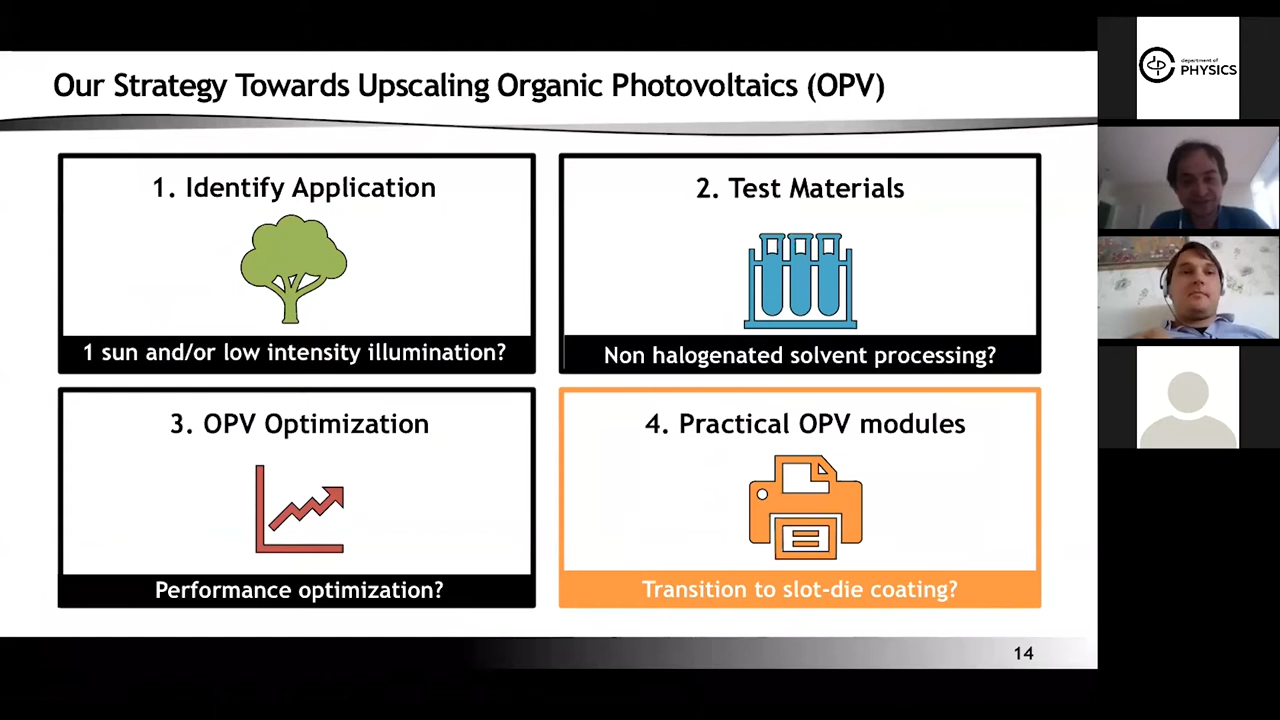 Our Strategy Towards Upscaling Organic Photovoltaics (OPV)
1. Identify Application
1 sun and/or low intensity illumination?
2. Test Materials
Non halogenated solvent processing?
3. OPV Optimization
Performance optimization?
4. Practical OPV modules
Transition to slot-die coating?
14
department of
PHYSICS